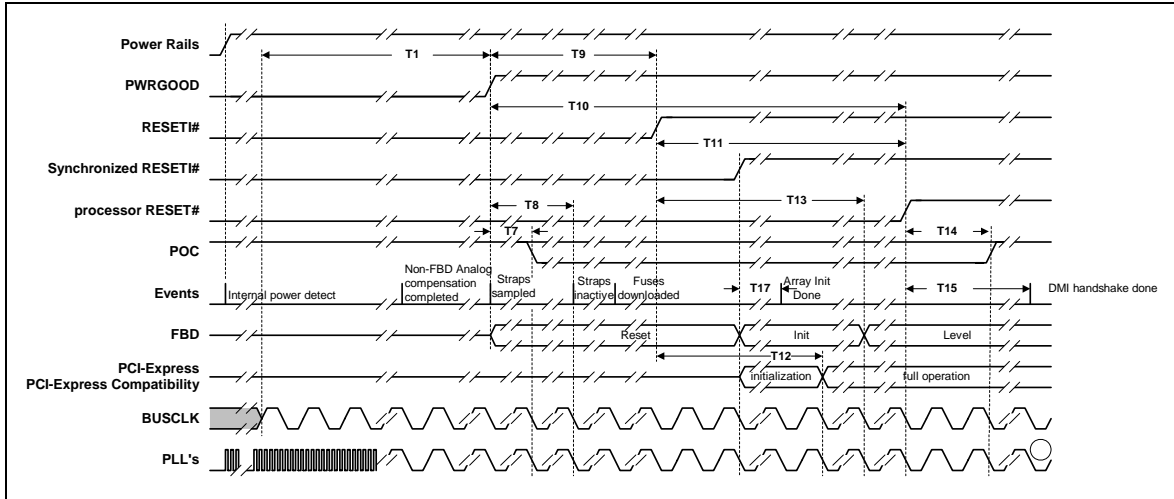 Power Rails
T1
T9
PWRGOOD
T10
RESETI#
T11
Synchronized RESETI#
T8
T13
processor RESET#
T7
T14
POC
Events
Internal power detect
Non-FBD Analog
compensation
completed
Straps
sampled
Straps
inactive
Fuses
downloaded
T17
Array Init
Done
T15
DMI handshake done
FBD
Reset
Init
Level
T12
PCI-Express
PCI-Express Compatibility
initialization
full operation
BUSCLK
PLL's